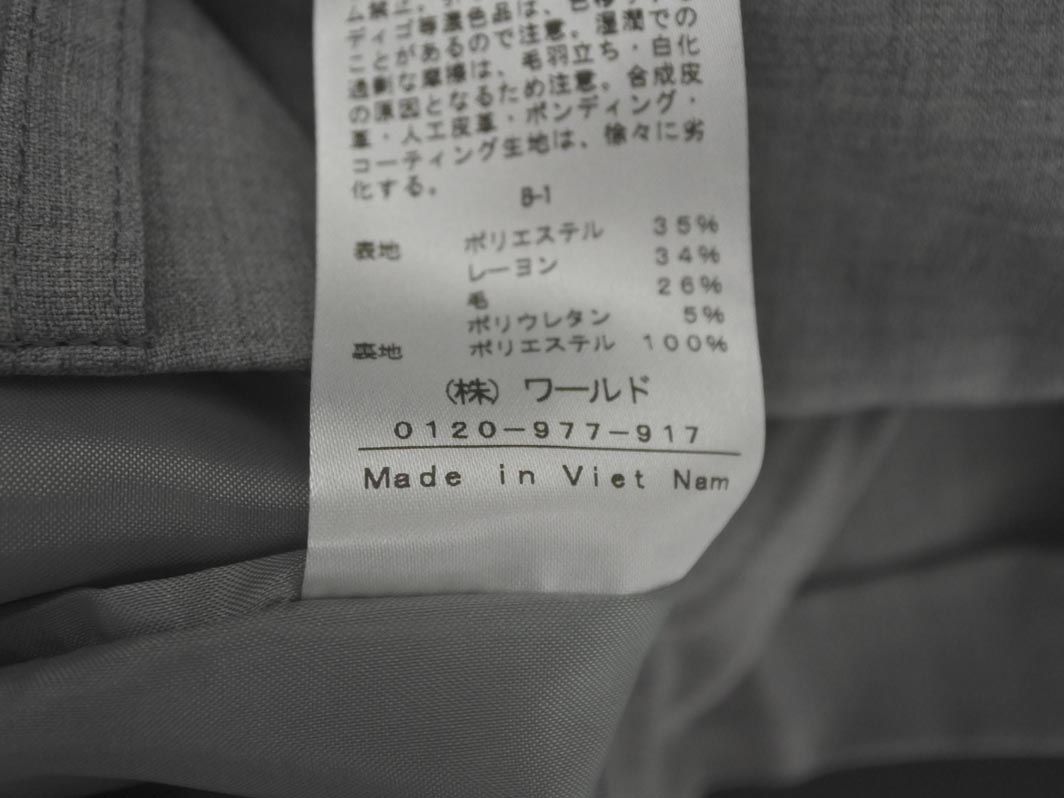 ディゴ等濃色品は、色移り
ことがあるので注意。湿潤での
過剰な摩擦は、毛羽立ち・白化
の原因となるため注意。合成皮
革・人工皮革・ボンディング・
コーティング生地は、徐々に劣
化する。
B-1
表地 ポリエステル 35%
レーヨン 34%
毛 26%
ポリウレタン 5%
裏地 ポリエステル 100%
(株) ワールド
0120-977-917
Made in Viet Nam